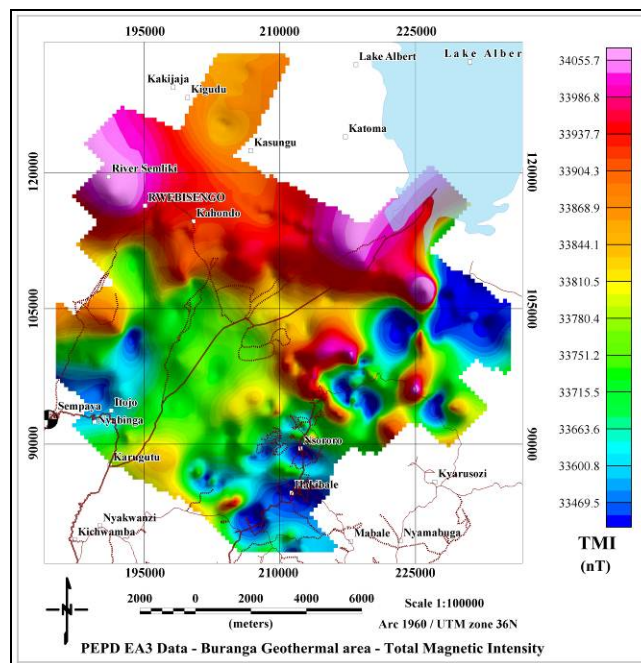 195000 210000 225000
Lake Albert
Lake Alber
Kakijaja
Kigudu
Kasungu
Katoma
120000 120000
River Semliki
RWEBISENGO
Kahondo
105000 105000
Sempaya
Itojo
Nyabinga
90000 90000
Karugutu
Nsororo
Kyarusozi
Hakibale
Nyakwanzi
Kichwamba
Mabale
Nyamabuga
195000 210000 225000
34055.7
33986.8
33937.7
33904.3
33868.9
33844.1
33810.5
33780.4
33751.2
33715.5
33663.6
33600.8
33469.5
TMI
(nT)
N
2000 0 2000 4000 6000
(meters)
Scale 1:100000
Arc 1960 / UTM zone 36N
PEPD EA3 Data - Buranga Geothermal area - Total Magnetic Intensity